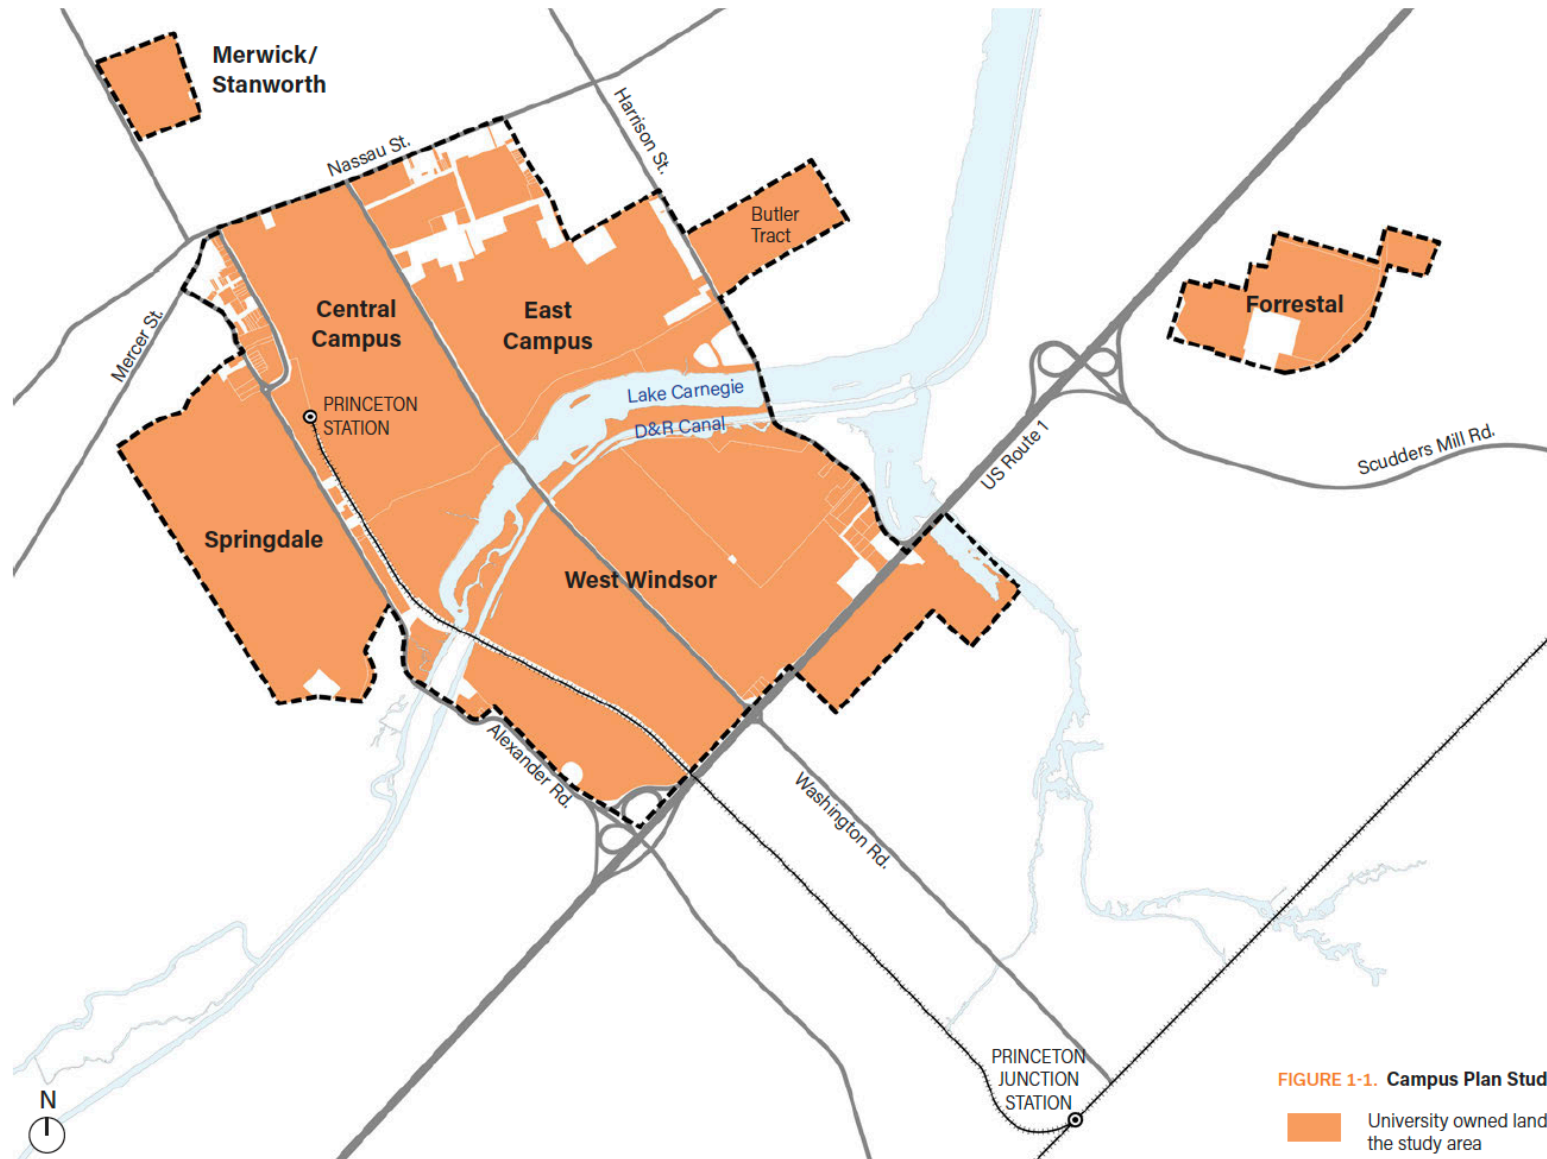 Merwick/
Stanworth
Nassau St.
Harrison St.
Butler
Tract
Mercer St.
Central
Campus
East
Campus
Forrestal
PRINCETON
STATION
Lake Carnegie
D&R Canal
US Route 1
Scudders Mill Rd.
Springdale
West Windsor
Alexander Rd.
Washington Rd.
PRINCETON
JUNCTION
STATION
N
FIGURE 1-1. Campus Plan Stud
University owned land
the study area